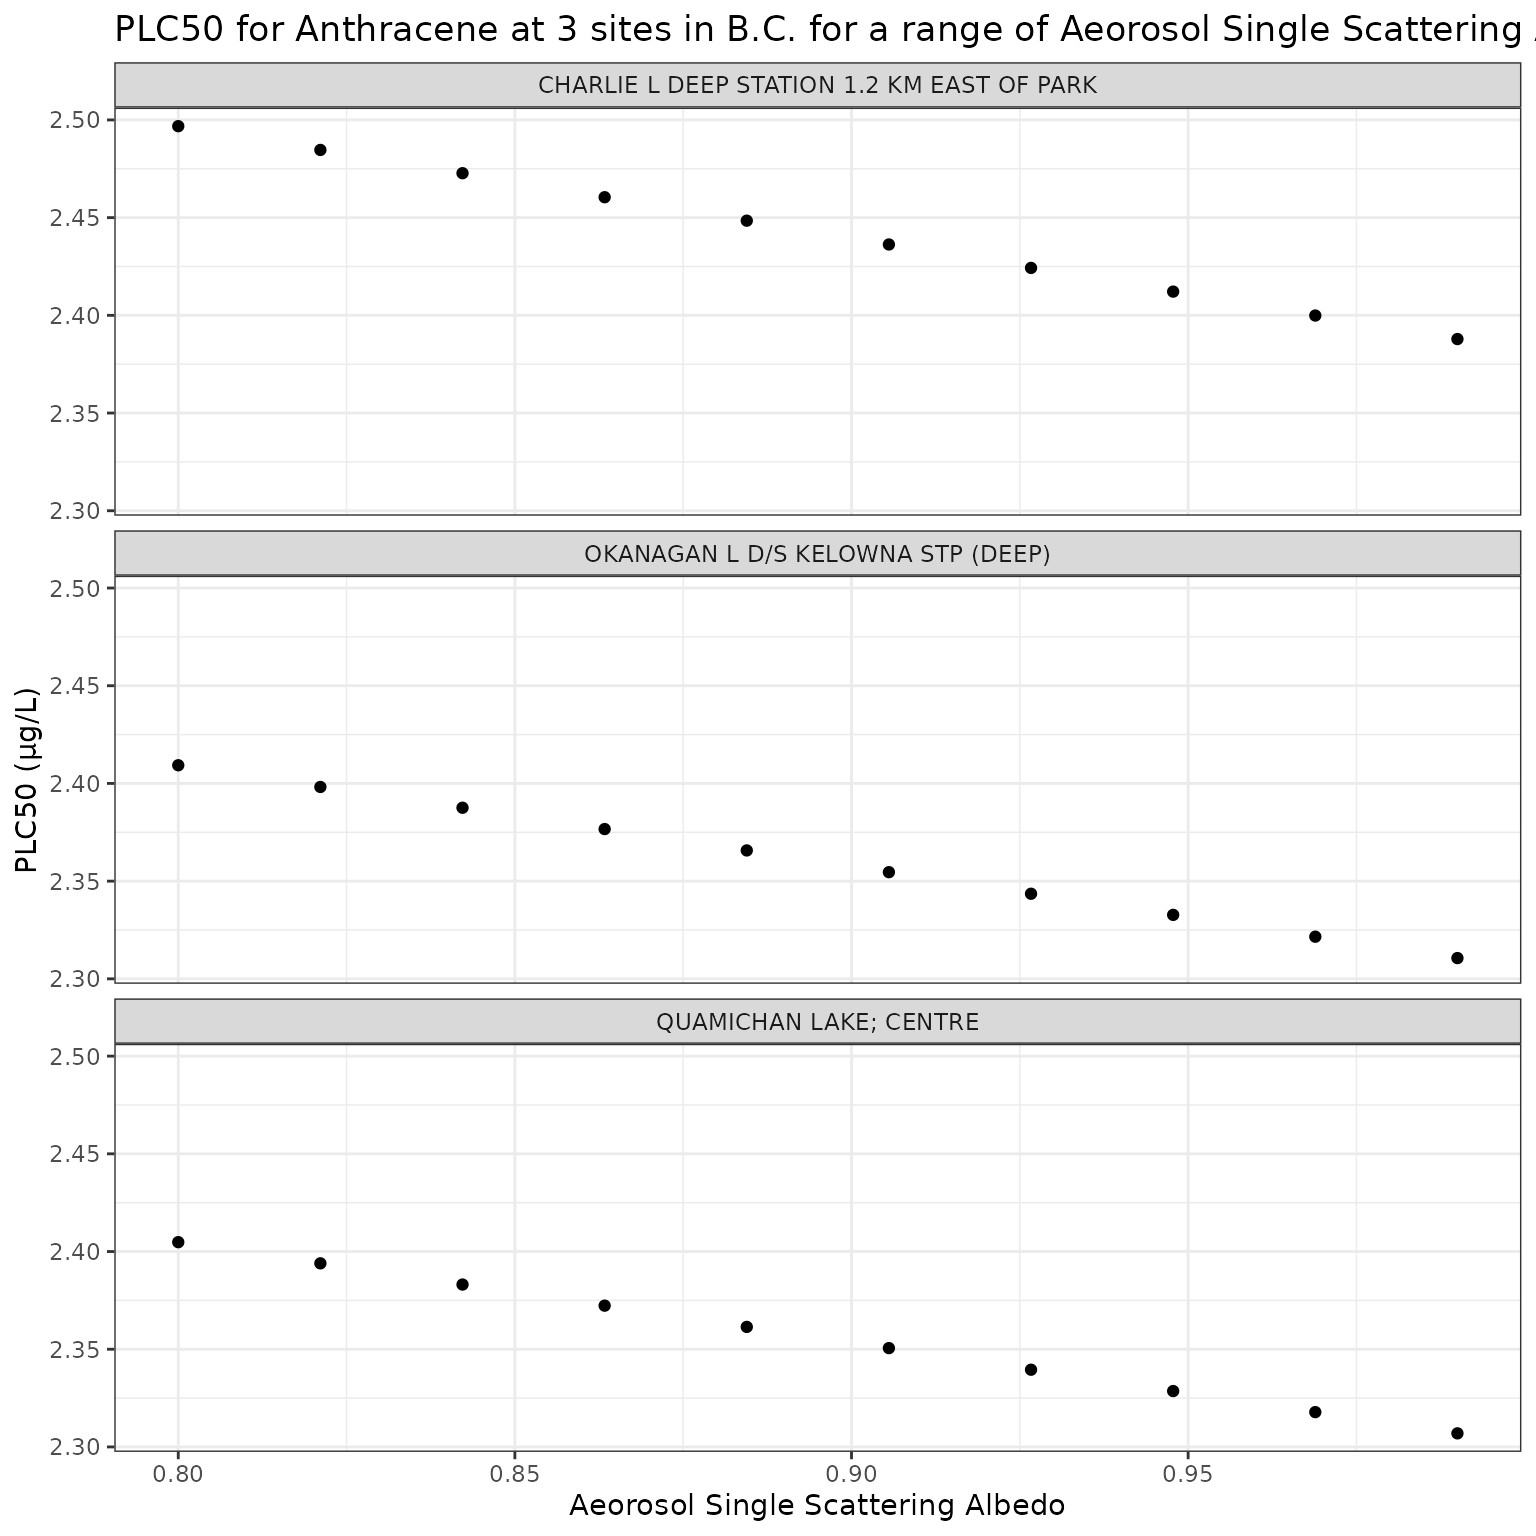 PLC50 for Anthracene at 3 sites in B.C. for a range of Aeorosol Single Scattering
CHARLIE L DEEP STATION 1.2 KM EAST OF PARK
2.50
2.45
2.40
2.35
2.30
OKANAGAN L D/S KELOWNA STP (DEEP)
2.50
2.45
2.40
2.35
2.30
PLC50 (µg/L)
QUAMICHAN LAKE; CENTRE
2.50
2.45
2.40
2.35
2.30
0.80 0.85 0.90 0.95
Aeorosol Single Scattering Albedo